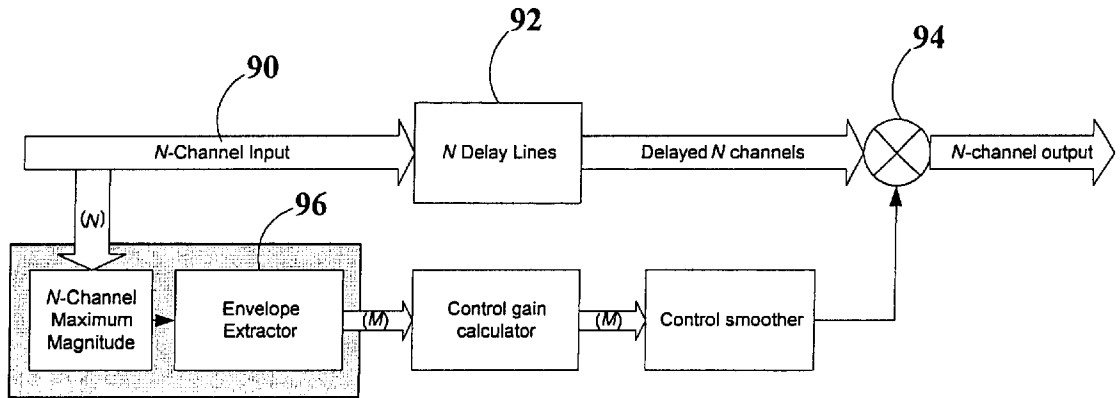 92
94
90
N-Channel Input
N Delay Lines
Delayed N channels
N-channel output
(N)
96
N-Channel
Maximum
Magnitude
Envelope
Extractor
(M)
Control gain
calculator
(M)
Control smoother